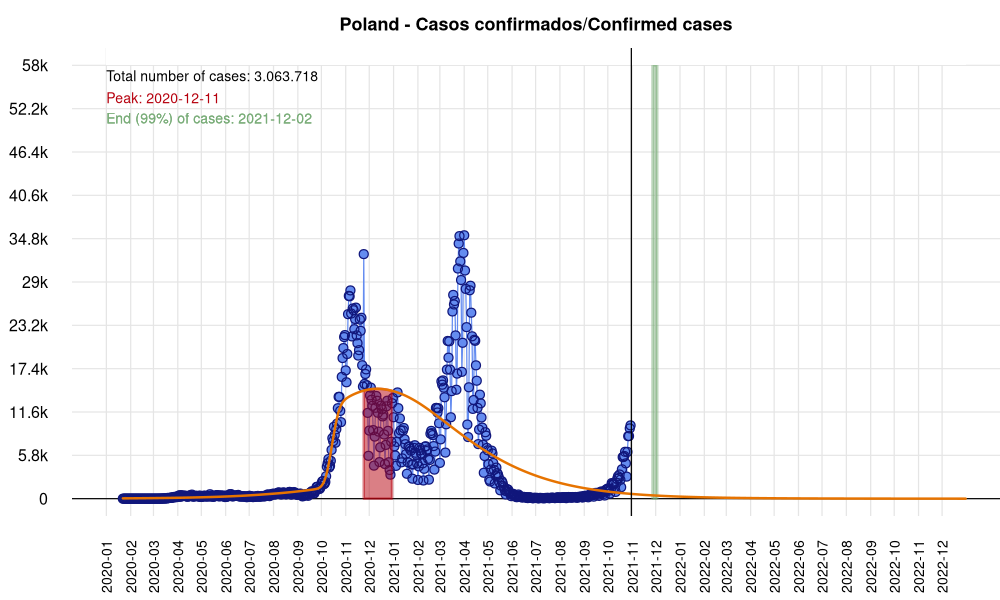 Poland - Casos confirmados/Confirmed cases
Total number of cases: 3.063.718
Peak: 2020-12-11
End (99%) of cases: 2021-12-02
58k
52.2k
46.4k
40.6k
34.8k
29k
23.2k
17.4k
11.6k
5.8k
0
2020-01
2020-02
2020-03
2020-04
2020-05
2020-06
2020-07
2020-08
2020-09
2020-10
2020-11
2020-12
2021-01
2021-02
2021-03
2021-04
2021-05
2021-06
2021-07
2021-08
2021-09
2021-10
2021-11
2021-12
2022-01
2022-02
2022-03
2022-04
2022-05
2022-06
2022-07
2022-08
2022-09
2022-10
2022-11
2022-12